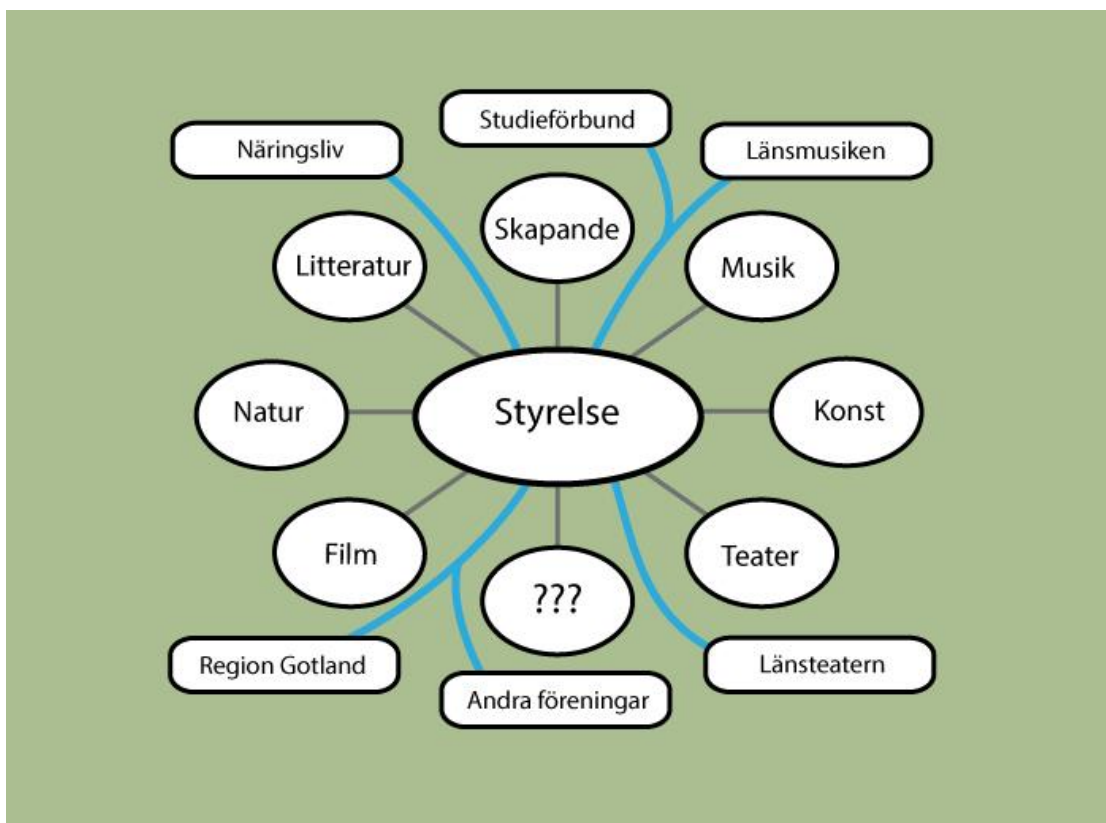 Studieförbund
Näringsliv
Länsmusiken
Skapande
Litteratur
Musik
Natur
Styrelse
Konst
Film
Teater
???
Region Gotland
Länsteatern
Andra föreningar